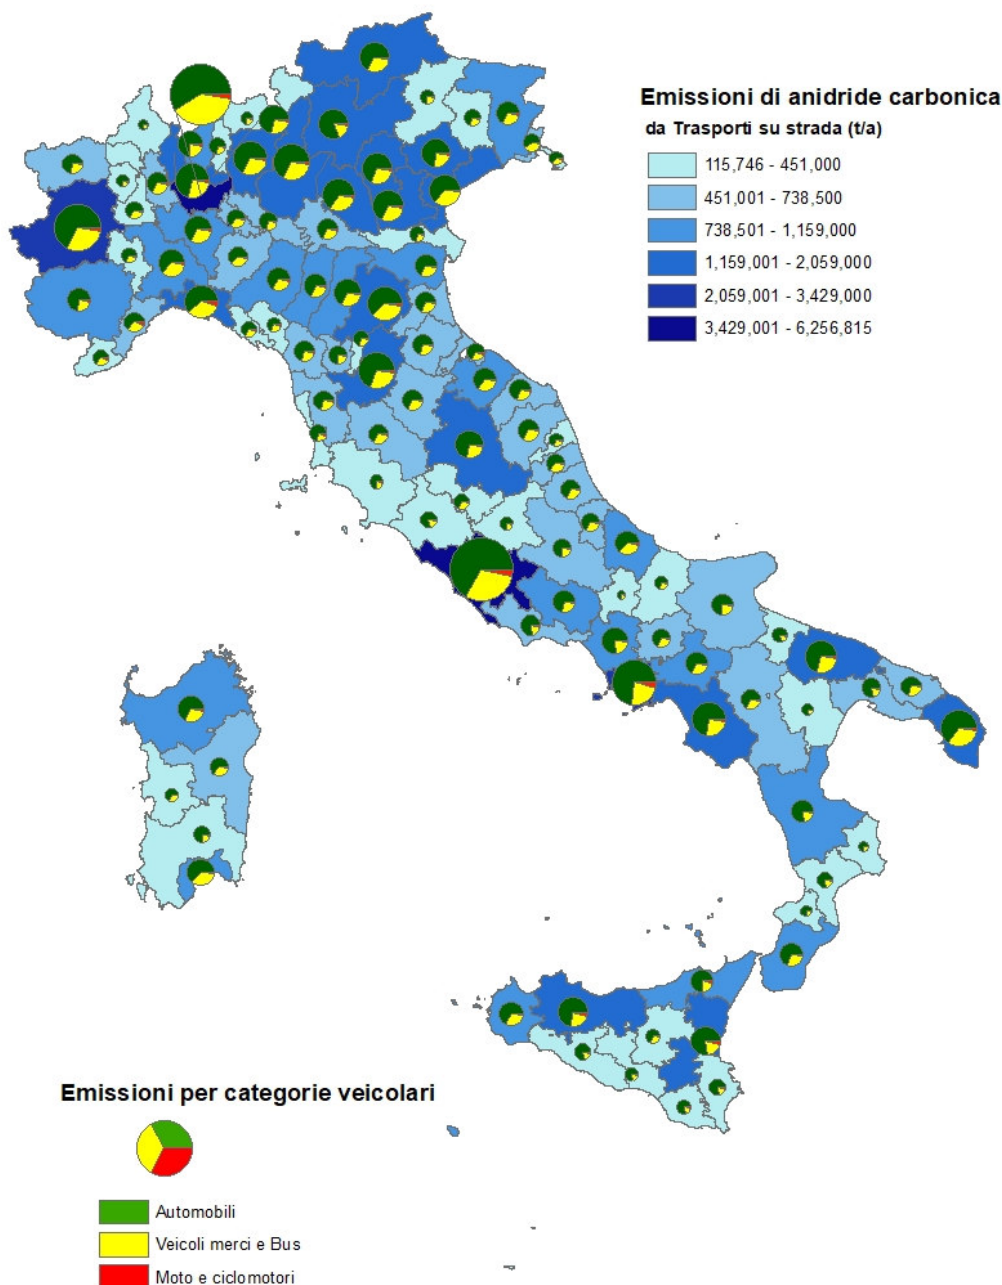 Emissioni di anidride carbonica
da Trasporti su strada (t/a)
115,746 - 451,000
451,001 - 738,500
738,501 - 1,159,000
1,159,001 - 2,059,000
2,059,001 - 3,429,000
3,429,001 - 6,256,815
Emissioni per categorie veicolari
Automobili
Veicoli merci e Bus
Moto e ciclomotori